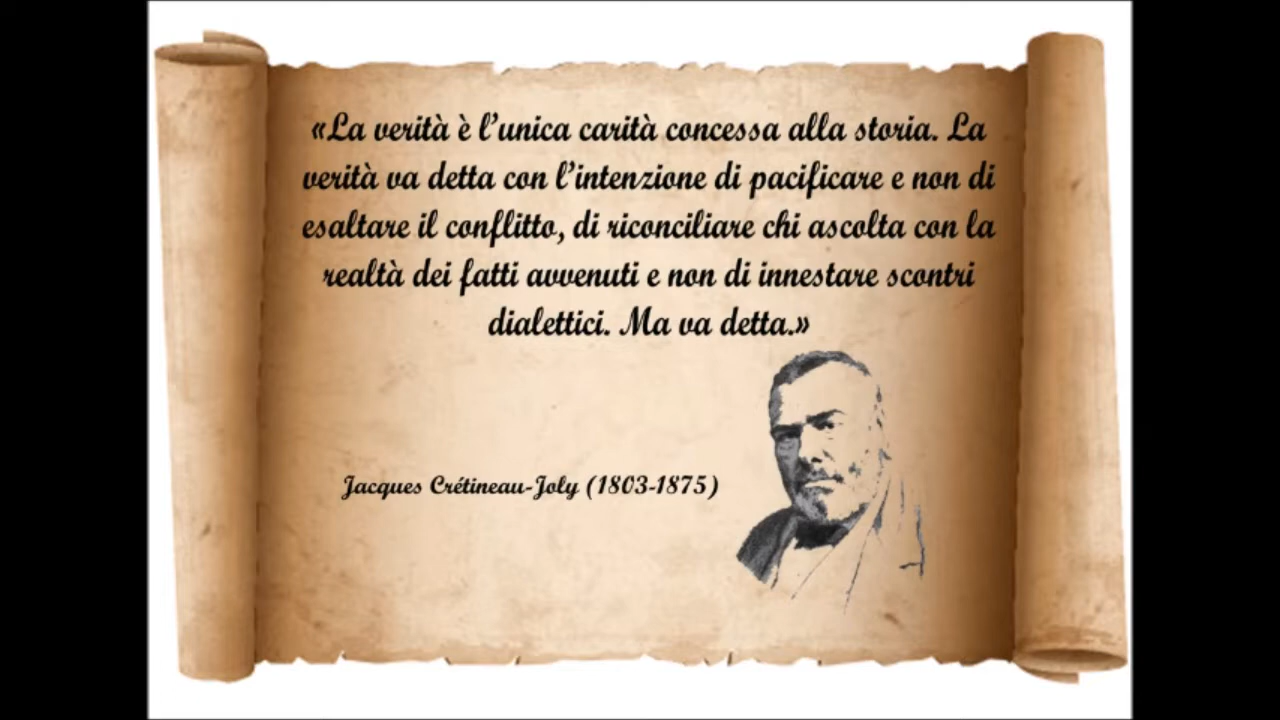 «La verità è l’unica carità concessa alla storia. La
verità va detta con l’intenzione di pacificare e non di
esaltare il conflitto, di riconciliare chi ascolta con la
realtà dei fatti avvenuti e non di innestare scontri
dialettici. Ma va detta.»
Jacques Crétineau-Joly (1803-1875)